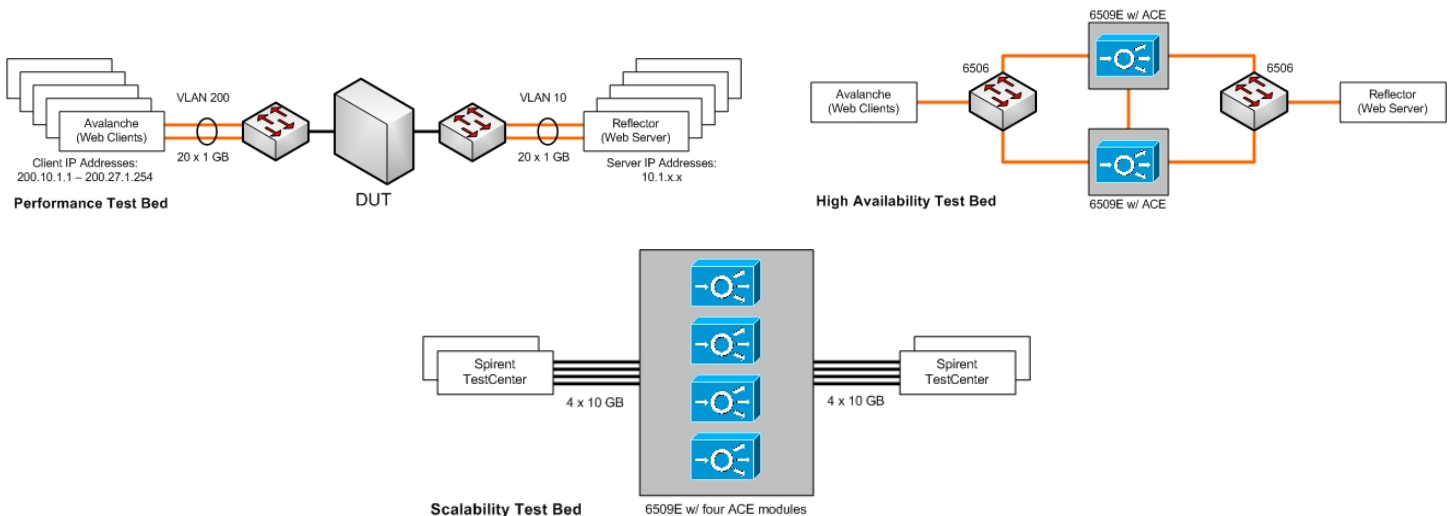 VLAN 200
Avalanche
(Web Clients)
20 x 1 GB
Client IP Addresses:
200.10.1.1 – 200.27.1.254
DUT
VLAN 10
Reflector
(Web Server)
20 x 1 GB
Server IP Addresses:
10.1.x.x
Performance Test Bed
6509E w/ ACE
6506
6506
Avalanche
(Web Clients)
Reflector
(Web Server)
6509E w/ ACE
High Availability Test Bed
Spirent
TestCenter
4 x 10 GB
4 x 10 GB
Spirent
TestCenter
Scalability Test Bed
6509E w/ four ACE modules